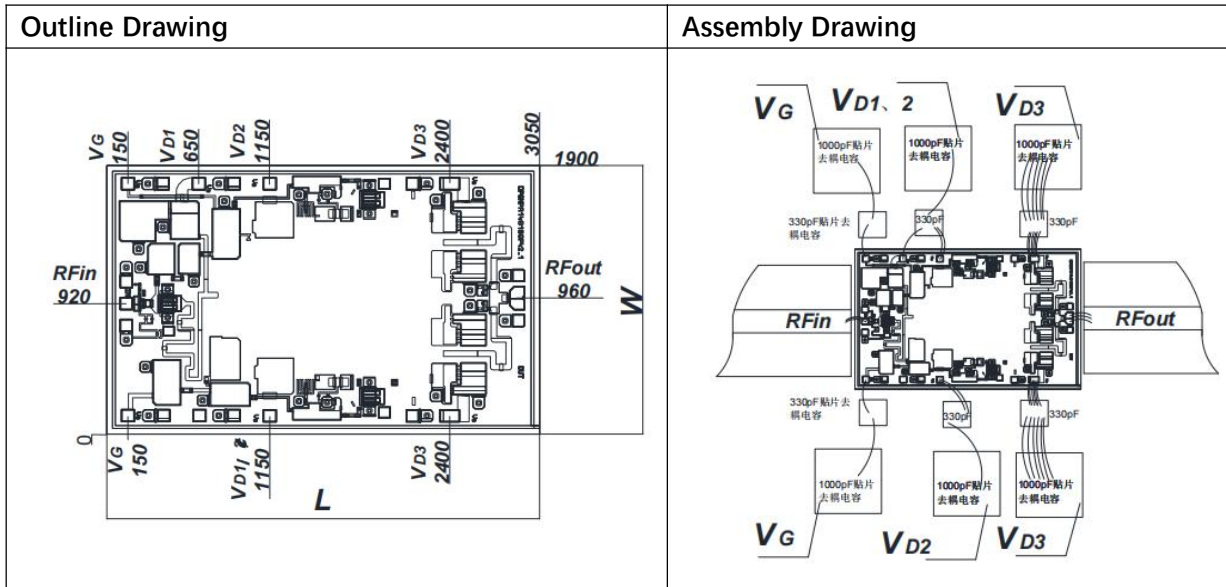 Outline Drawing
Assembly Drawing
VG
150
VD1
650
VD2
1150
VD3
2400
3050
1900
RFin
920
RFout
960
W
0
VG
150
1150
VD3
2400
L
VG
VD1、2
VD3
1000pF贴片
去耦电容
1000pF贴片
去耦电容
1000pF贴片
去耦电容
330pF贴片去
耦电容
330pF
330pF
RFin
RFout
330pF贴片去
耦电容
330pF
330pF
1000pF贴片
去耦电容
1000pF贴片
去耦电容
1000pF贴片
去耦电容
VG
VD2
VD3